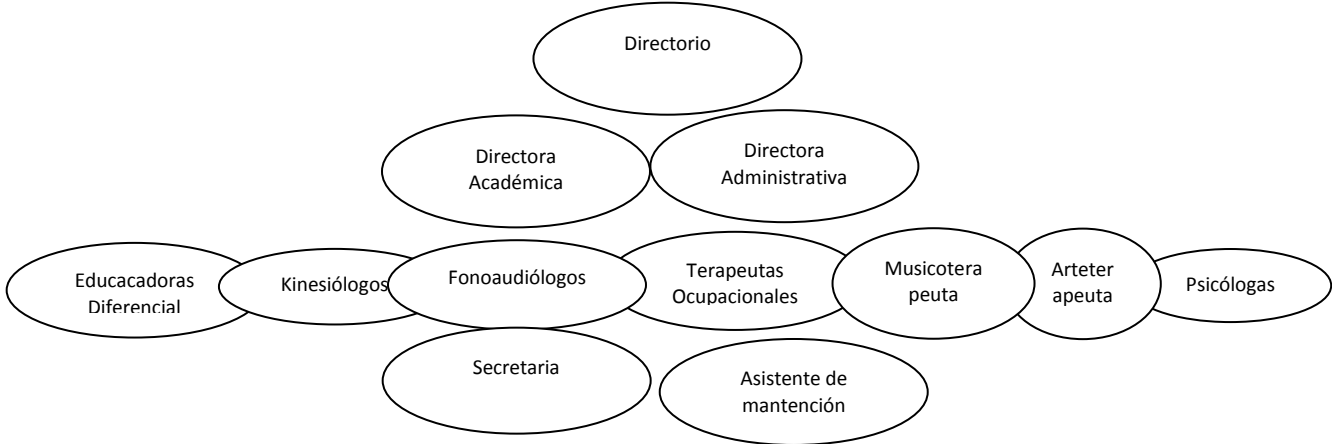 Directorio
Directora
Académica
Directora
Administrativa
Educacadoras
Diferencial
Kinesiólogos
Fonoaudiólogos
Terapeutas
Ocupacionales
Musicotera
peuta
Arteter
apeuta
Psicólogas
Secretaria
Asistente de
mantención